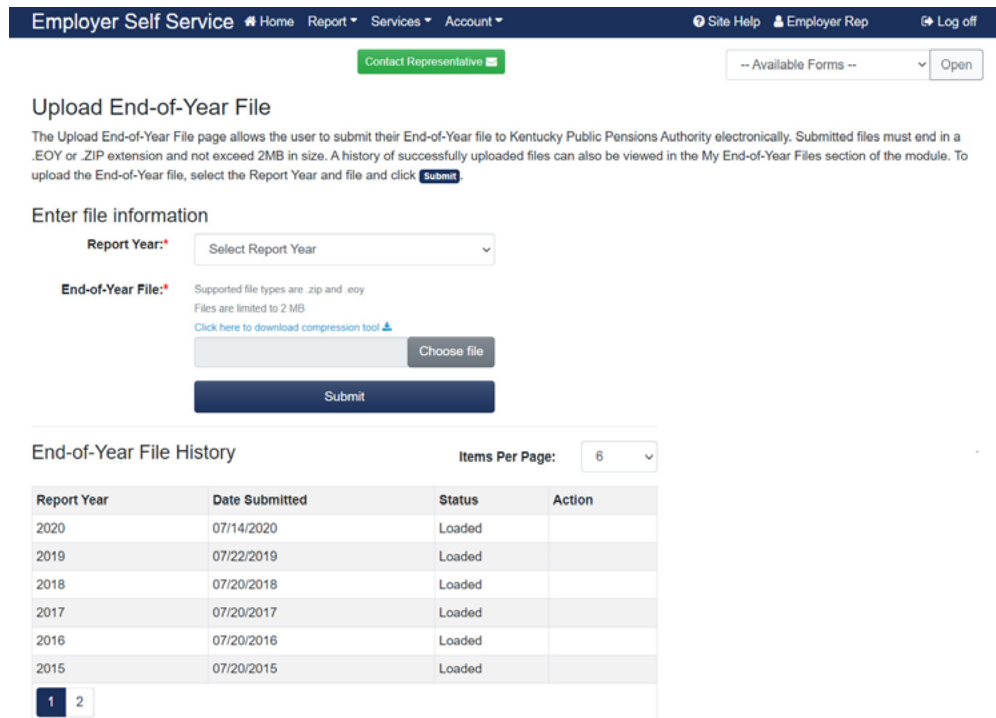 Employer Self Service Home Report Services Account Site Help Employer Rep Log off
Contact Representative -- Available Forms -- Open
Upload End-of-Year File
The Upload End-of-Year File page allows the user to submit their End-of-Year file to Kentucky Public Pensions Authority electronically. Submitted files must end in a
.EOY or .ZIP extension and not exceed 2MB in size. A history of successfully uploaded files can also be viewed in the My End-of-Year Files section of the module. To
upload the End-of-Year file, select the Report Year and file and click Submit.
Enter file information
Report Year:* Select Report Year
End-of-Year File:* Supported file types are .zip and .eoy
Files are limited to 2 MB
Click here to download compression tool
Choose file
Submit
End-of-Year File History Items Per Page: 6
Report Year Date Submitted Status Action
2020 07/14/2020 Loaded
2019 07/22/2019 Loaded
2018 07/20/2018 Loaded
2017 07/20/2017 Loaded
2016 07/20/2016 Loaded
2015 07/20/2015 Loaded
1 2